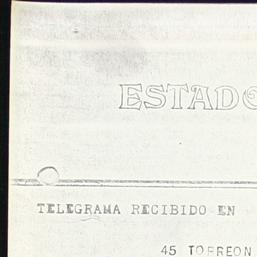 ESTADO
TELEGRAMA RECIBIDO EN
45 TORREON